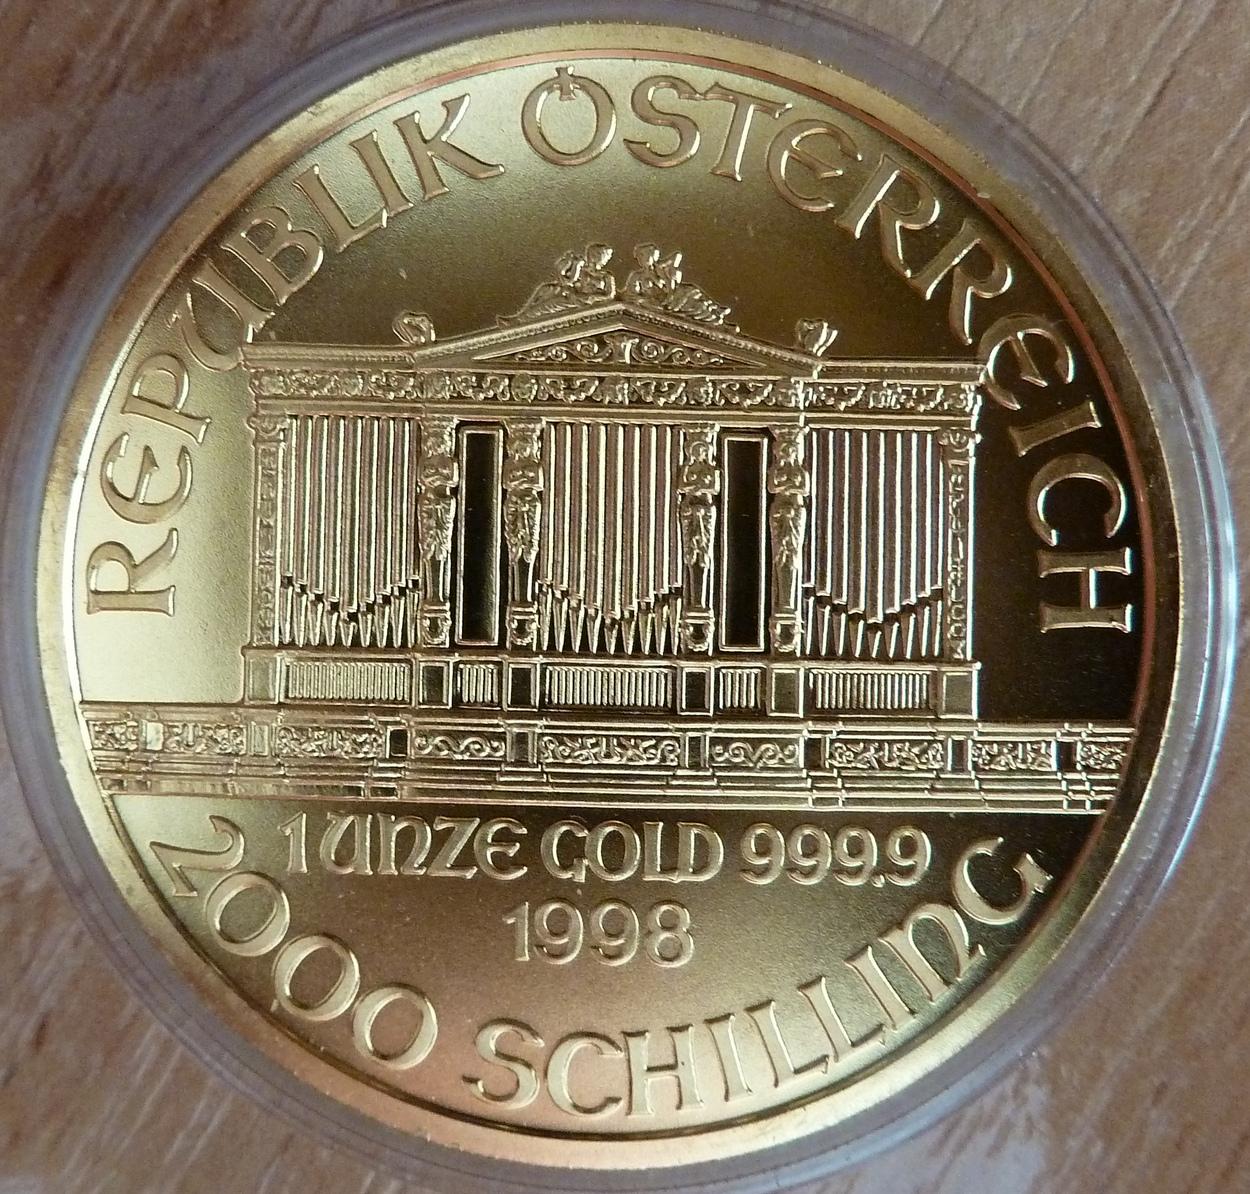 REPUBLIK ÖSTERREICH
1 UNZE GOLD 999.9
1998
2000 SCHILLING